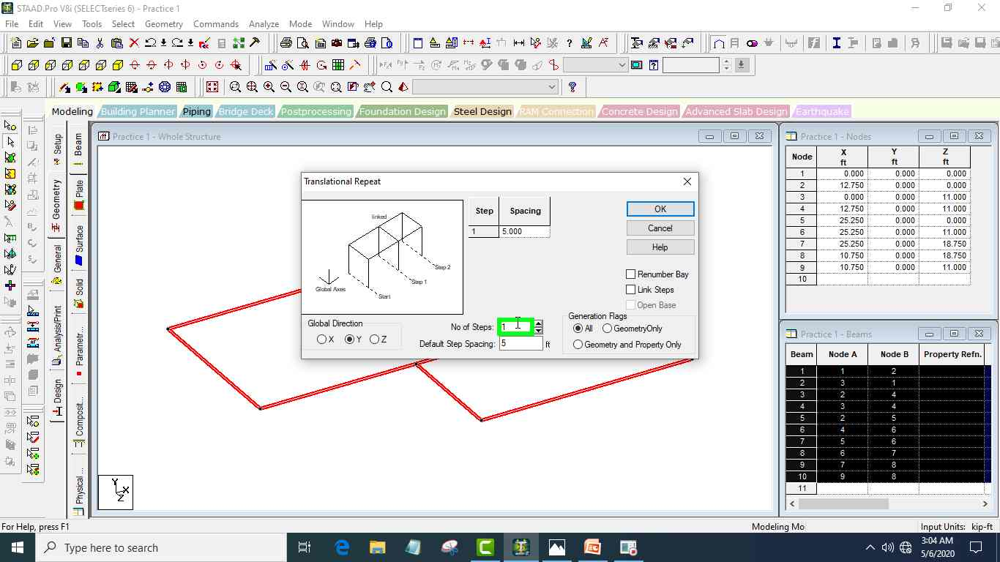 STAAD.Pro V8i (SELECTseries 6) - Practice 1
File Edit View Tools Select Geometry Commands Analyze Mode Window Help
Modeling Building Planner Piping Bridge Deck Postprocessing Foundation Design Steel Design RAM Connection Concrete Design Advanced Slab Design Earthquake
Setup
Geometry
General
Analysis/Print
Design
Beam
Plate
Surface
Solid
Parametr...
Composit...
Physical ...
Practice 1 - Whole Structure
Translational Repeat
linked
Step 2
Step 1
Start
Global Axes
Step Spacing
1 5.000
OK
Cancel
Help
Renumber Bay
Link Steps
Open Base
Global Direction
X Y Z
No of Steps: 1
Default Step Spacing: 5 ft
Generation Flags
All GeometryOnly
Geometry and Property Only
Y
X
Z
Practice 1 - Nodes
Node X ft Y ft Z ft
1 0.000 0.000 0.000
2 12.750 0.000 0.000
3 0.000 0.000 11.000
4 12.750 0.000 11.000
5 25.250 0.000 0.000
6 25.250 0.000 11.000
7 25.250 0.000 18.750
8 10.750 0.000 18.750
9 10.750 0.000 11.000
10
Practice 1 - Beams
Beam Node A Node B Property Refn.
1 1 2
2 3 1
3 2 4
4 3 4
5 2 5
6 4 6
7 5 6
8 6 7
9 7 8
10 9 8
11
For Help, press F1
Modeling Mo
Input Units: kip-ft
Type here to search
3:04 AM
5/6/2020